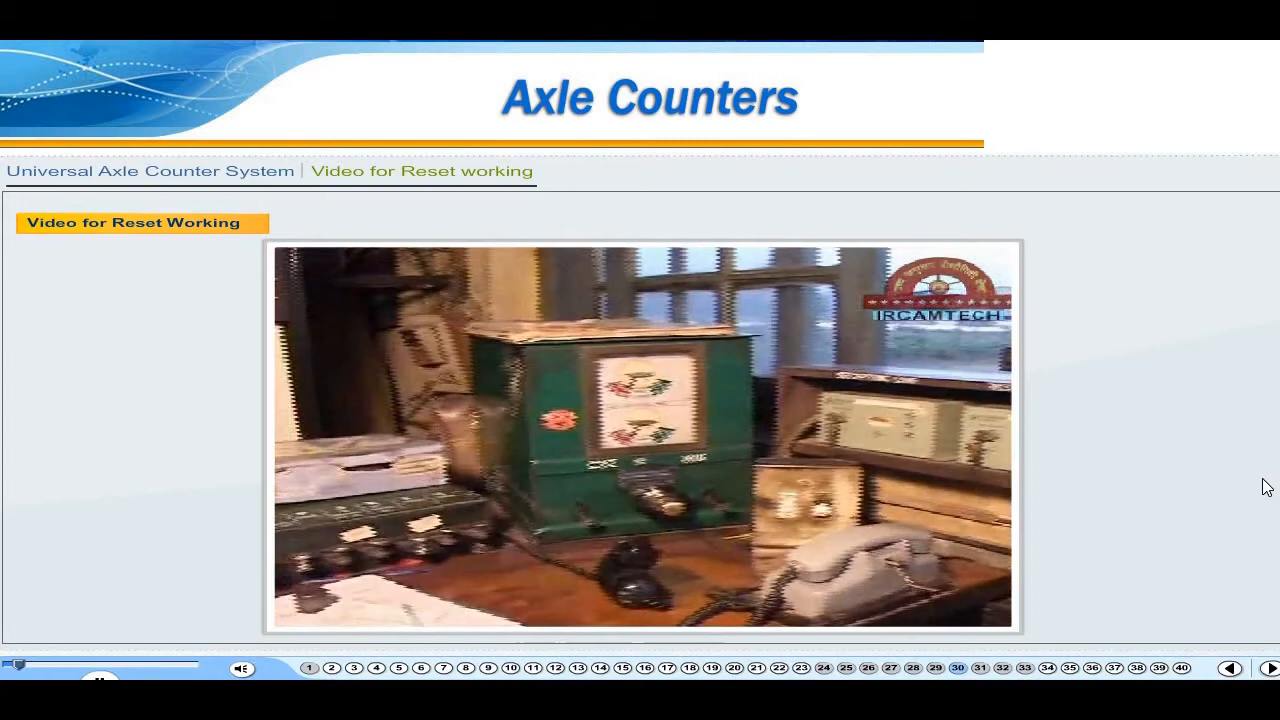 Axle Counters
Universal Axle Counter System | Video for Reset working
Video for Reset Working
IRCAMTECH
1 2 3 4 5 6 7 8 9 10 11 12 13 14 15 16 17 18 19 20 21 22 23 24 25 26 27 28 29 30 31 32 33 34 35 36 37 38 39 40